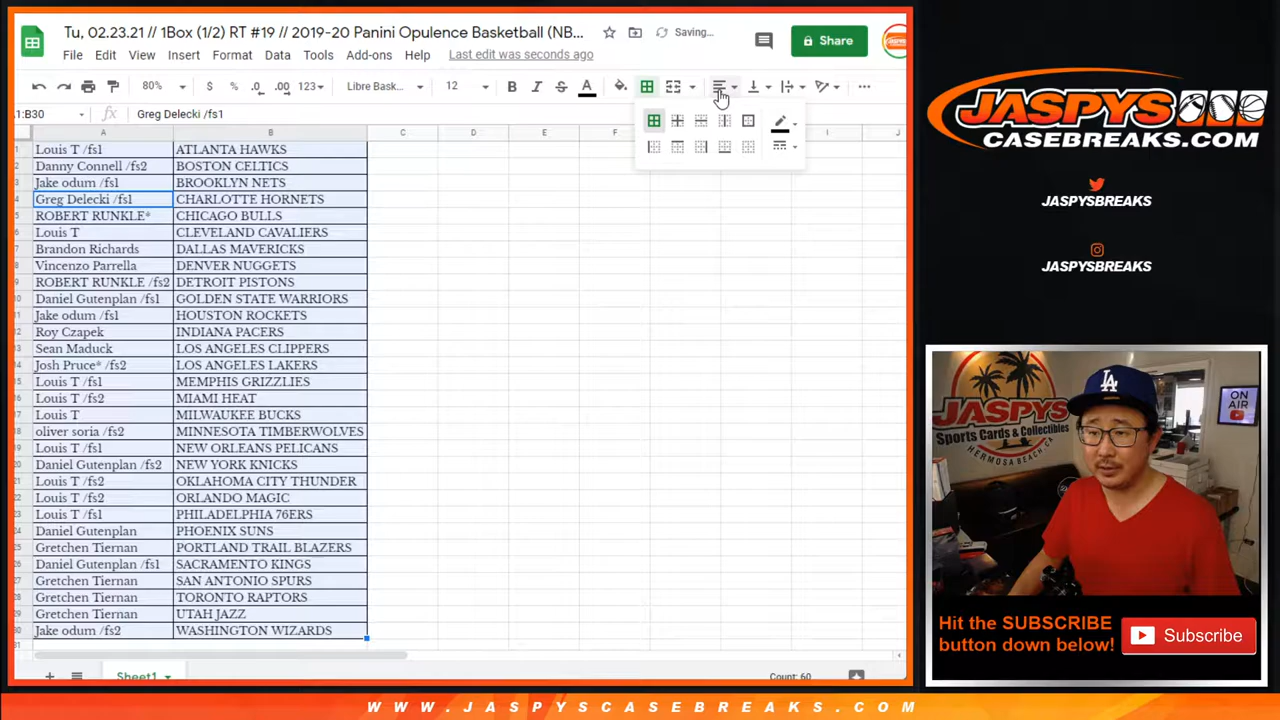 Tu, 02.23.21 // 1Box (1/2) RT #19 // 2019-20 Panini Opulence Basketball (NB...
Saving...
Share
File Edit View Insert Format Data Tools Add-ons Help Last edit was seconds ago
80% $ % .0 .00 123 Libre Bask... 12 B I S A
1:B30 fx Greg Delecki /fs1
A B C D E F I J
1 Louis T /fs1 ATLANTA HAWKS
2 Danny Connell /fs2 BOSTON CELTICS
3 Jake odum /fs1 BROOKLYN NETS
4 Greg Delecki /fs1 CHARLOTTE HORNETS
5 ROBERT RUNKLE* CHICAGO BULLS
6 Louis T CLEVELAND CAVALIERS
7 Brandon Richards DALLAS MAVERICKS
8 Vincenzo Parrella DENVER NUGGETS
9 ROBERT RUNKLE /fs2 DETROIT PISTONS
10 Daniel Gutenplan /fs1 GOLDEN STATE WARRIORS
11 Jake odum /fs1 HOUSTON ROCKETS
12 Roy Czapek INDIANA PACERS
13 Sean Maduck LOS ANGELES CLIPPERS
14 Josh Pruce* /fs2 LOS ANGELES LAKERS
15 Louis T /fs1 MEMPHIS GRIZZLIES
16 Louis T /fs2 MIAMI HEAT
17 Louis T MILWAUKEE BUCKS
18 oliver soria /fs2 MINNESOTA TIMBERWOLVES
19 Louis T /fs1 NEW ORLEANS PELICANS
20 Daniel Gutenplan /fs2 NEW YORK KNICKS
21 Louis T /fs2 OKLAHOMA CITY THUNDER
22 Louis T /fs2 ORLANDO MAGIC
23 Louis T /fs1 PHILADELPHIA 76ERS
24 Daniel Gutenplan PHOENIX SUNS
25 Gretchen Tiernan PORTLAND TRAIL BLAZERS
26 Daniel Gutenplan /fs1 SACRAMENTO KINGS
27 Gretchen Tiernan SAN ANTONIO SPURS
28 Gretchen Tiernan TORONTO RAPTORS
29 Gretchen Tiernan UTAH JAZZ
30 Jake odum /fs2 WASHINGTON WIZARDS
31
Sheet1
Count: 60
JASPYS
CASEBREAKS.COM
JASPYSBREAKS
JASPYSBREAKS
JASPYS
Sports Cards & Collectibles
HERMOSA BEACH, CA
LA
ON
AIR
Hit the SUBSCRIBE
button down below!
Subscribe
WWW.JASPYSCASEBREAKS.COM